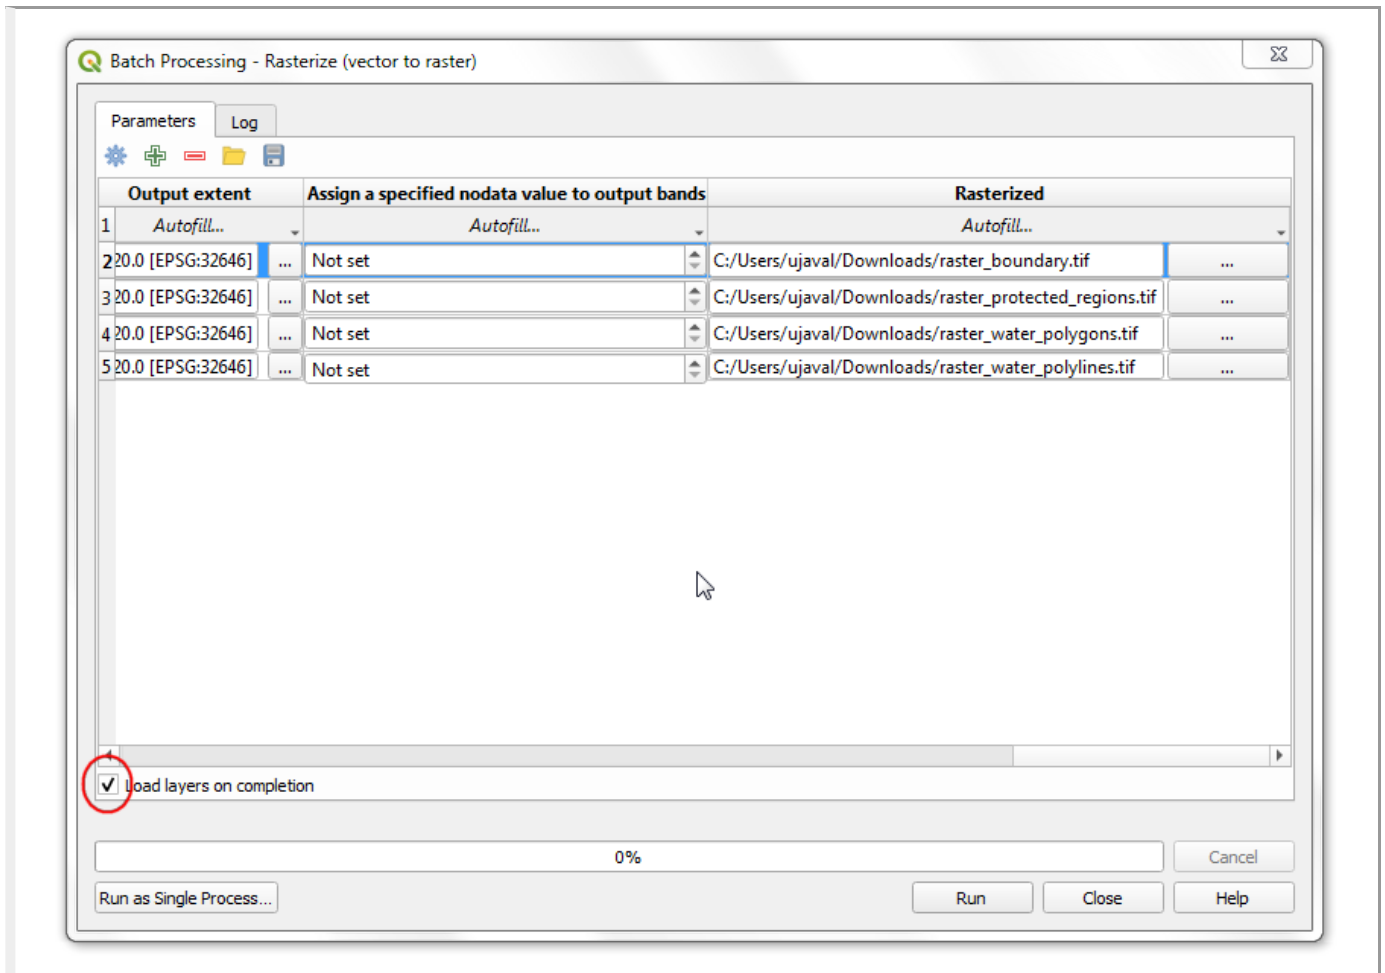 Batch Processing - Rasterize (vector to raster)
Parameters Log
Output extent Assign a specified nodata value to output bands Rasterized
1 Autofill... Autofill... Autofill...
2 20.0 [EPSG:32646] ... Not set C:/Users/ujaval/Downloads/raster_boundary.tif ...
3 20.0 [EPSG:32646] ... Not set C:/Users/ujaval/Downloads/raster_protected_regions.tif ...
4 20.0 [EPSG:32646] ... Not set C:/Users/ujaval/Downloads/raster_water_polygons.tif ...
5 20.0 [EPSG:32646] ... Not set C:/Users/ujaval/Downloads/raster_water_polylines.tif ...
Load layers on completion
0% Cancel
Run as Single Process... Run Close Help